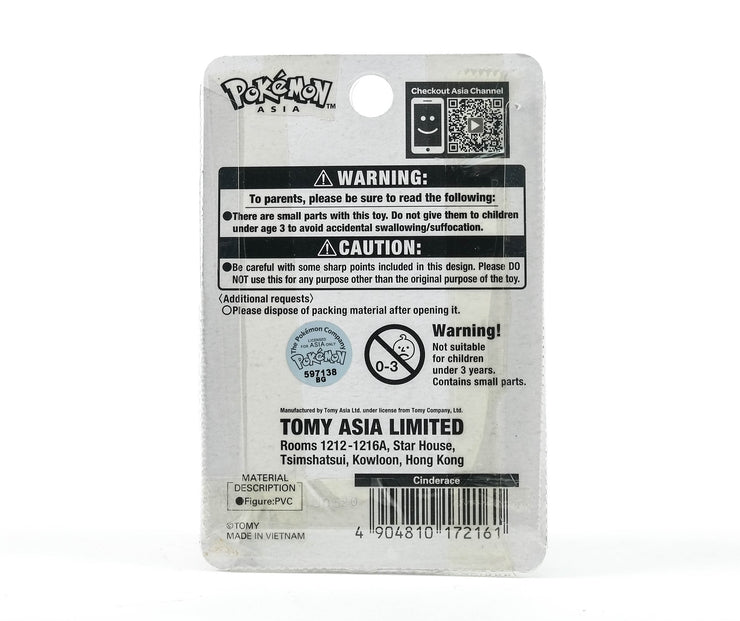 POKéMON TM
ASIA
Checkout Asia Channel
⚠ WARNING:
To parents, please be sure to read the following:
●There are small parts with this toy. Do not give them to children
under age 3 to avoid accidental swallowing/suffocation.
⚠ CAUTION:
●Be careful with some sharp points included in this design. Please DO
NOT use this for any purpose other than the original purpose of the toy.
〈Additional requests〉
○Please dispose of packing material after opening it.
The Pokémon Company
LICENSED
FOR ASIA ONLY
POKéMON
597138
BG
0-3
Warning!
Not suitable
for children
under 3 years.
Contains small parts.
Manufactured by Tomy Asia Ltd. under license from Tomy Company, Ltd.
TOMY ASIA LIMITED
Rooms 1212-1216A, Star House,
Tsimshatsui, Kowloon, Hong Kong
MATERIAL
DESCRIPTION
●Figure:PVC
©TOMY
MADE IN VIETNAM
Cinderace
4 904810 172161